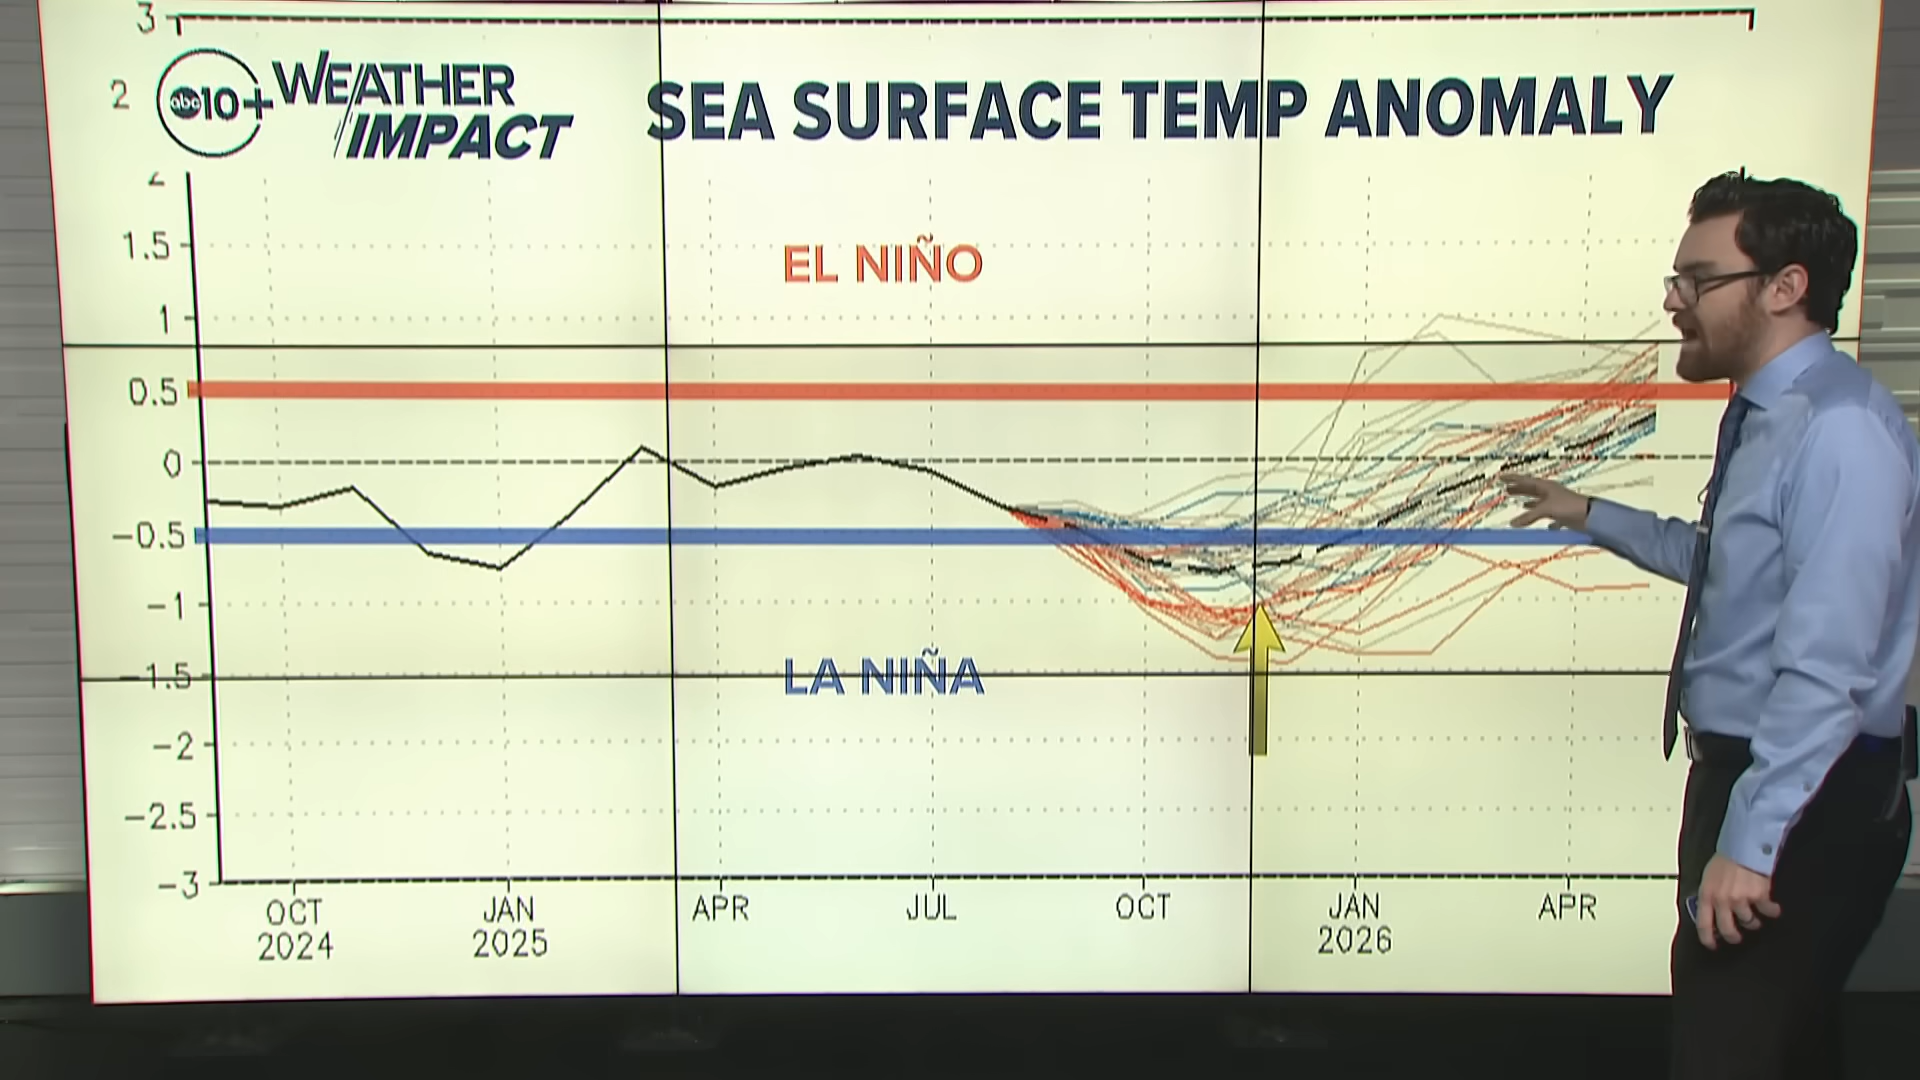 3
2
abc10+ WEATHER IMPACT
SEA SURFACE TEMP ANOMALY
2
1.5
EL NIÑO
1
0.5
0
-0.5
-1
-1.5
LA NIÑA
-2
-2.5
-3
OCT JAN APR JUL OCT JAN APR
2024 2025 2026